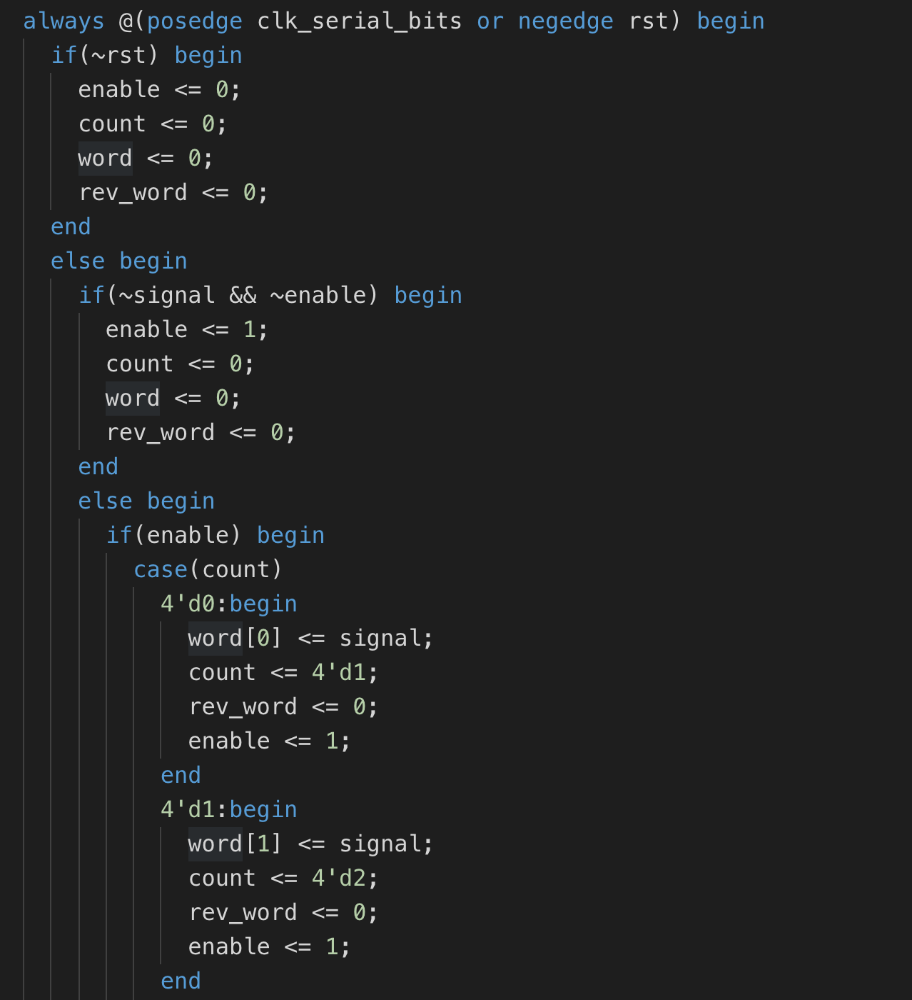 always @(posedge clk_serial_bits or negedge rst) begin
  if(~rst) begin
    enable <= 0;
    count <= 0;
    word <= 0;
    rev_word <= 0;
  end
  else begin
    if(~signal && ~enable) begin
      enable <= 1;
      count <= 0;
      word <= 0;
      rev_word <= 0;
    end
    else begin
      if(enable) begin
        case(count)
          4'd0:begin
            word[0] <= signal;
            count <= 4'd1;
            rev_word <= 0;
            enable <= 1;
          end
          4'd1:begin
            word[1] <= signal;
            count <= 4'd2;
            rev_word <= 0;
            enable <= 1;
          end